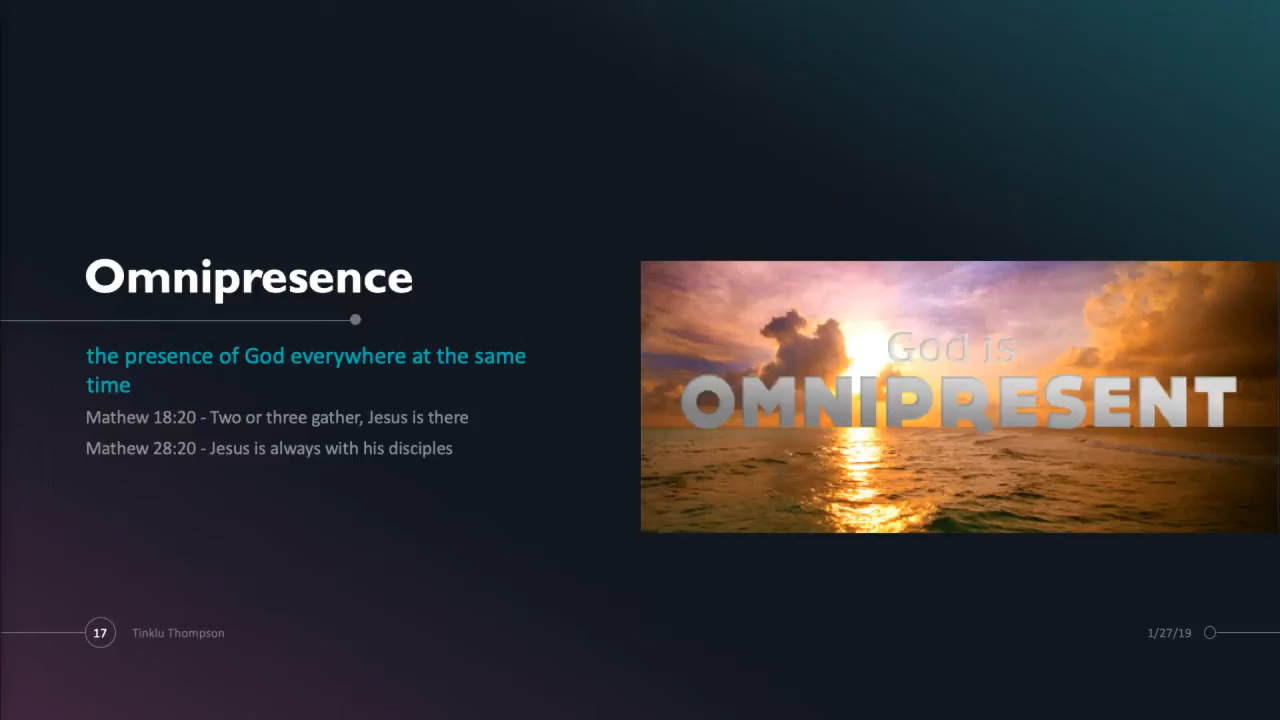 Omnipresence
the presence of God everywhere at the same
time
Mathew 18:20 - Two or three gather, Jesus is there
Mathew 28:20 - Jesus is always with his disciples
God is
OMNIPRESENT
17
Tinklu Thompson
1/27/19